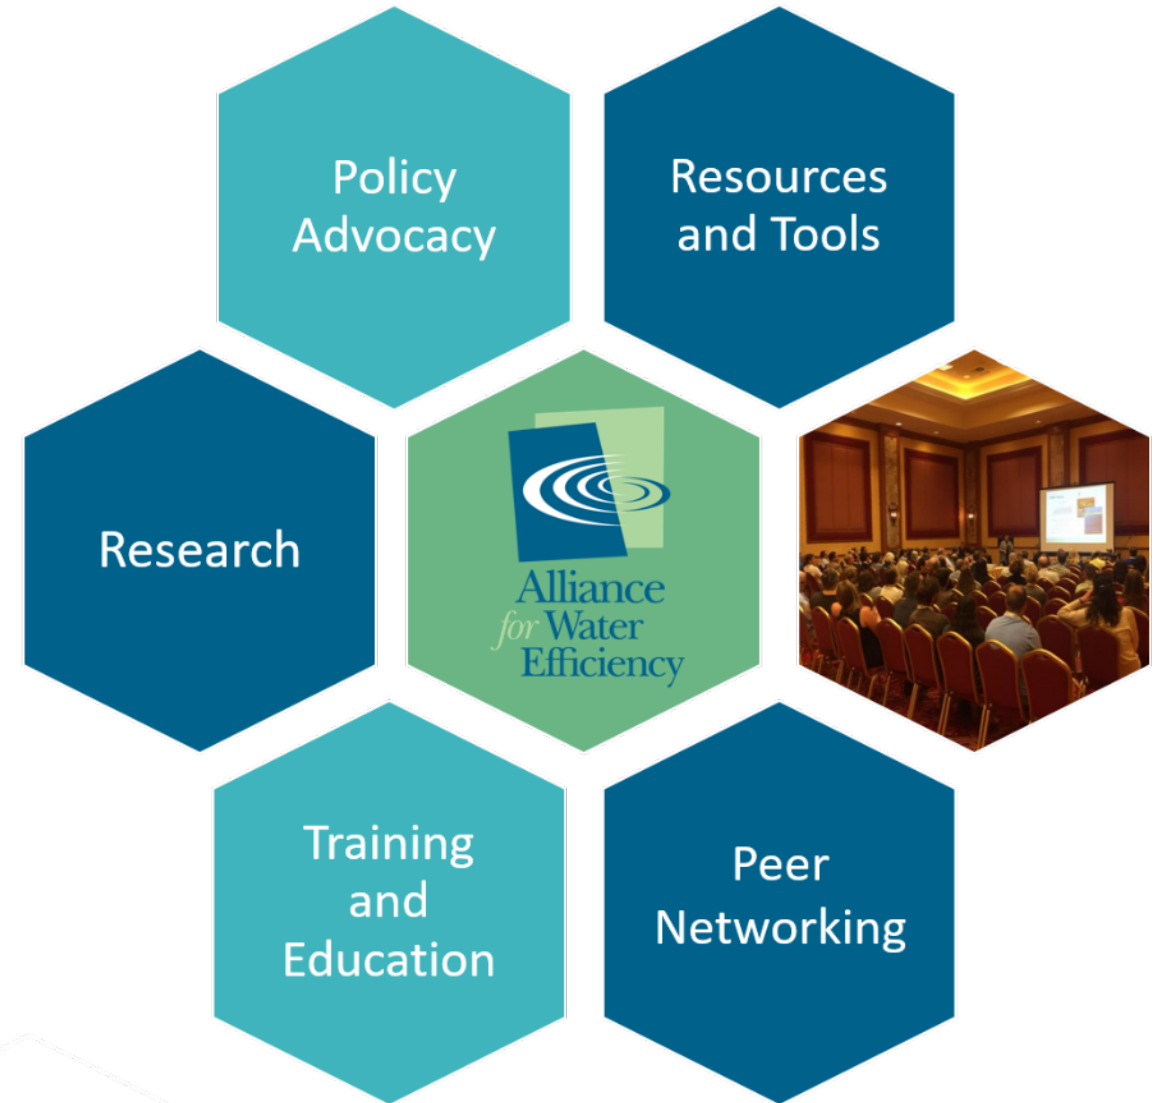 Policy
Advocacy
Resources
and Tools
Research
Alliance
for Water
Efficiency
Training
and
Education
Peer
Networking